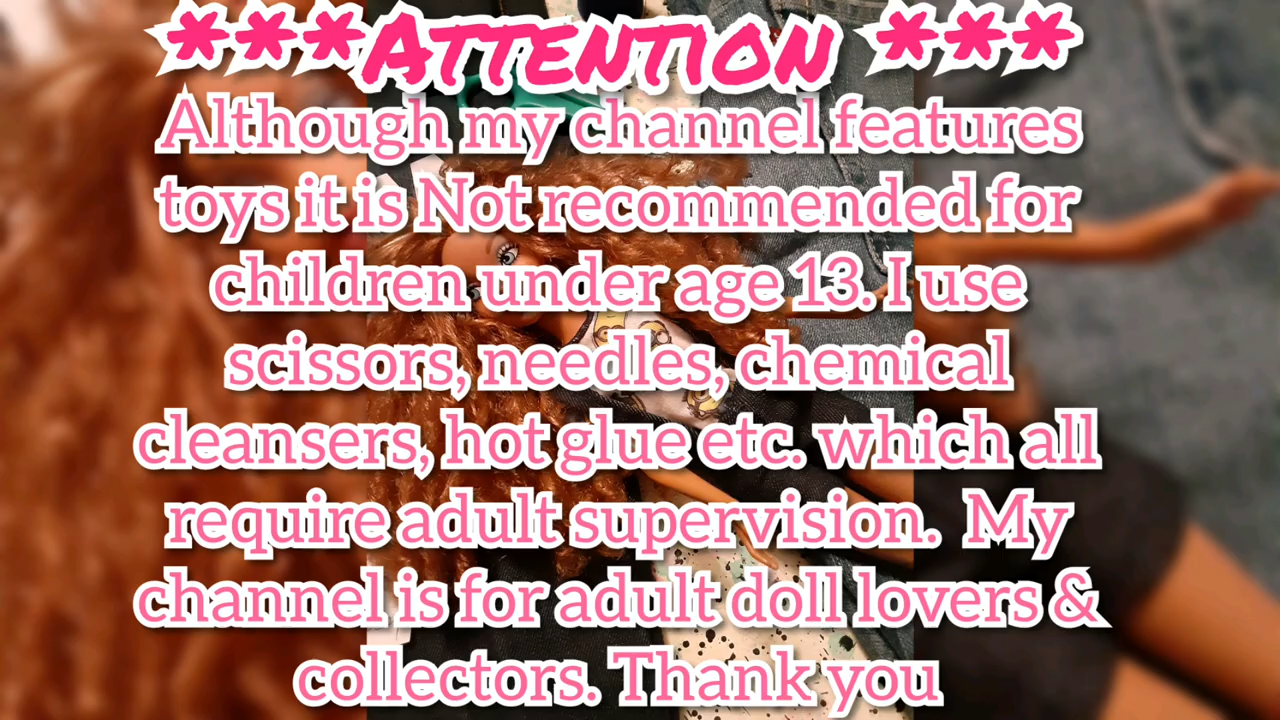 ***Attention ***
Although my channel features
toys it is Not recommended for
children under age 13. I use
scissors, needles, chemical
cleansers, hot glue etc. which all
require adult supervision.  My
channel is for adult doll lovers &
collectors. Thank you